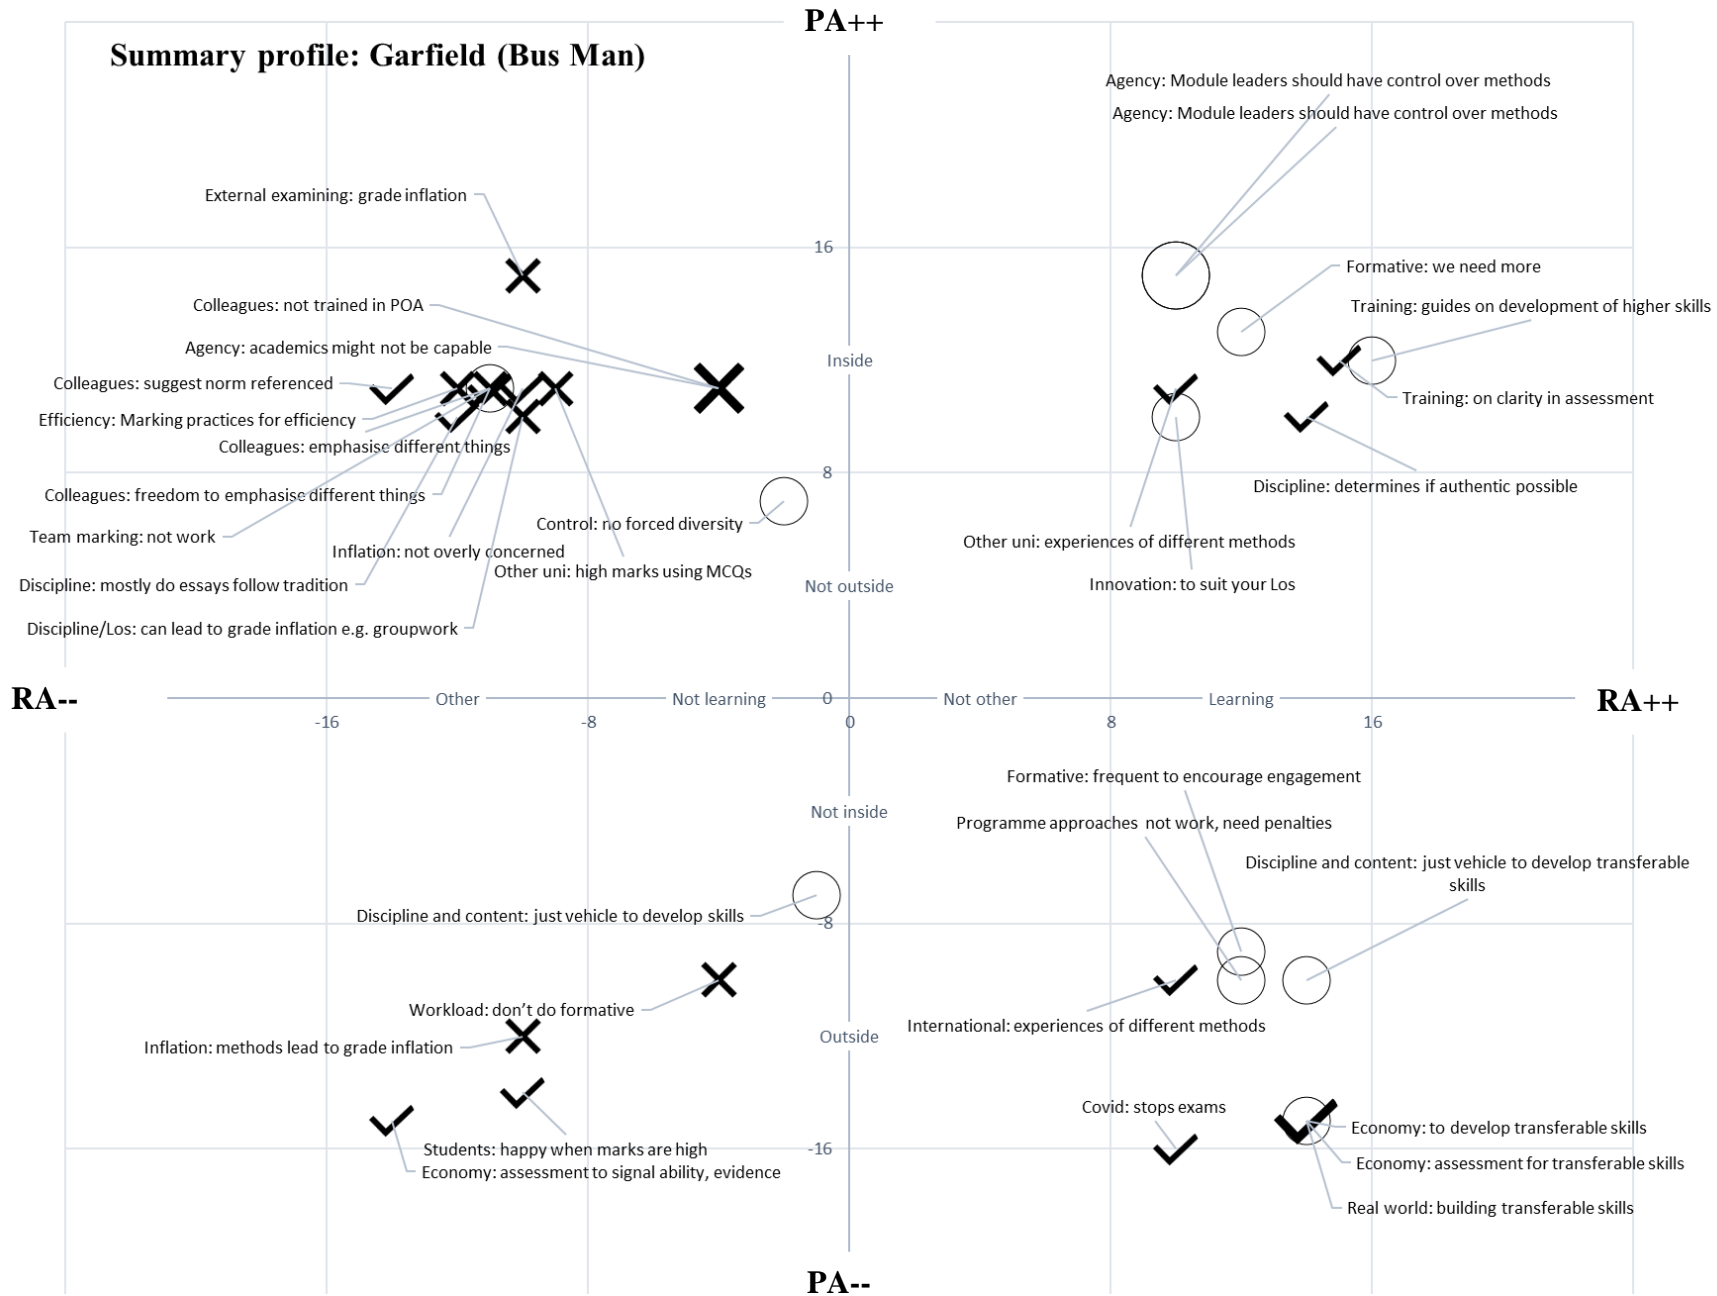 PA++
Summary profile: Garfield (Bus Man)
Agency: Module leaders should have control over methods
Agency: Module leaders should have control over methods
External examining: grade inflation
16
Formative: we need more
Colleagues: not trained in POA
Training: guides on development of higher skills
Agency: academics might not be capable
Inside
Colleagues: suggest norm referenced
Training: on clarity in assessment
Efficiency: Marking practices for efficiency
Colleagues: emphasise different things
8
Discipline: determines if authentic possible
Colleagues: freedom to emphasise different things
Control: no forced diversity
Team marking: not work
Other uni: experiences of different methods
Inflation: not overly concerned
Other uni: high marks using MCQs
Discipline: mostly do essays follow tradition
Not outside
Innovation: to suit your Los
Discipline/Los: can lead to grade inflation e.g. groupwork
RA--
Other
Not learning
0
Not other
Learning
RA++
-16
-8
0
8
16
Formative: frequent to encourage engagement
Not inside
Programme approaches not work, need penalties
Discipline and content: just vehicle to develop transferable
skills
Discipline and content: just vehicle to develop skills
-8
Workload: don't do formative
International: experiences of different methods
Outside
Inflation: methods lead to grade inflation
Covid: stops exams
Economy: to develop transferable skills
Students: happy when marks are high
-16
Economy: assessment for transferable skills
Economy: assessment to signal ability, evidence
Real world: building transferable skills
PA--